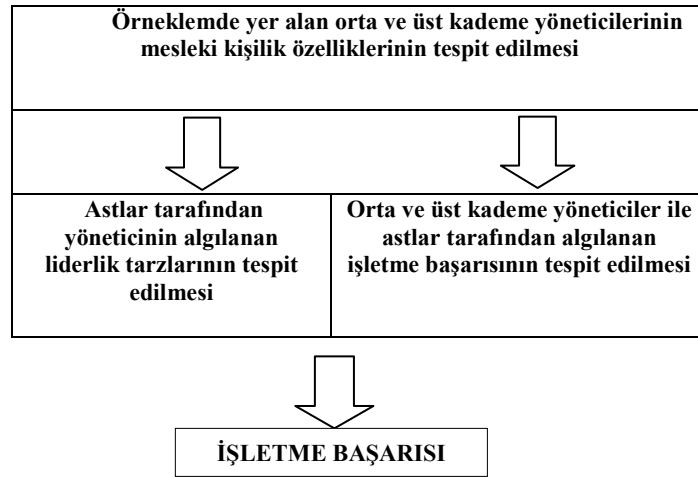 Örneklemde yer alan orta ve üst kademe yöneticilerinin
mesleki kişilik özelliklerinin tespit edilmesi
Astlar tarafından
yöneticinin algılanan
liderlik tarzlarının tespit
edilmesi
Orta ve üst kademe yöneticiler ile
astlar tarafından algılanan
işletme başarısının tespit edilmesi
İŞLETME BAŞARISI